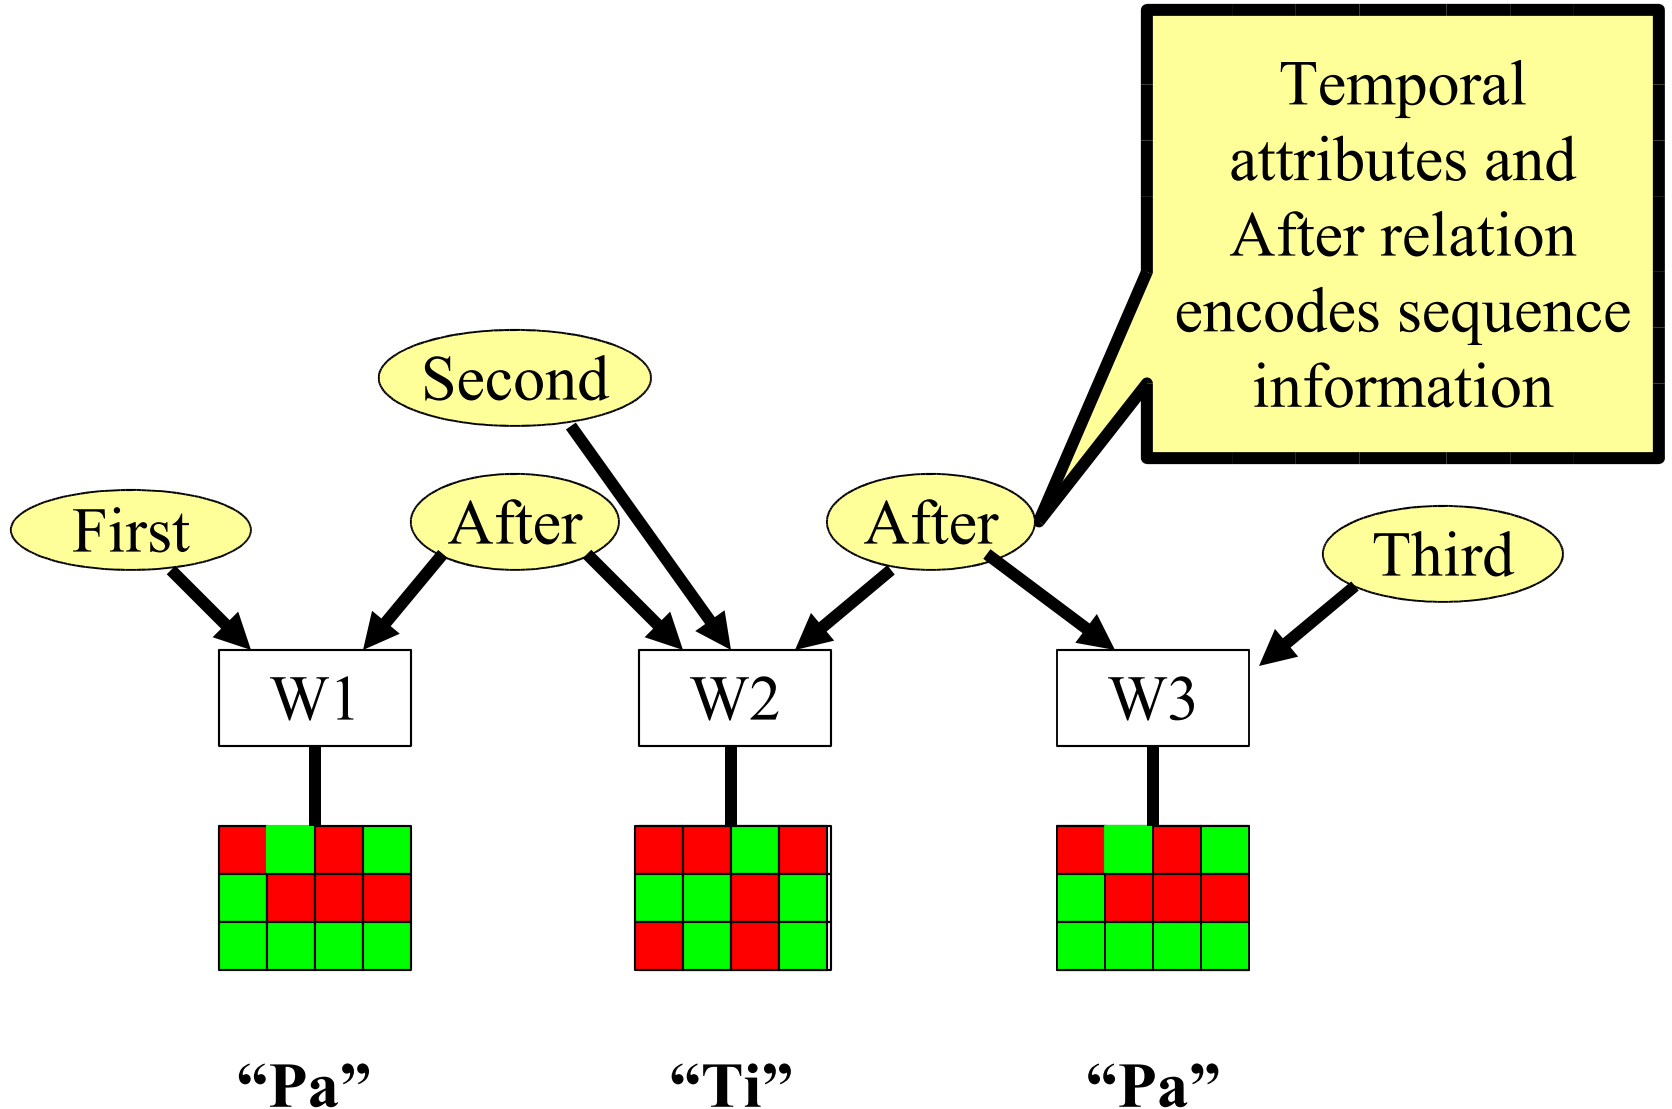 Temporal
attributes and
After relation
encodes sequence
information
Second
First
After
After
Third
W1
W2
W3
“Pa”
“Ti”
“Pa”